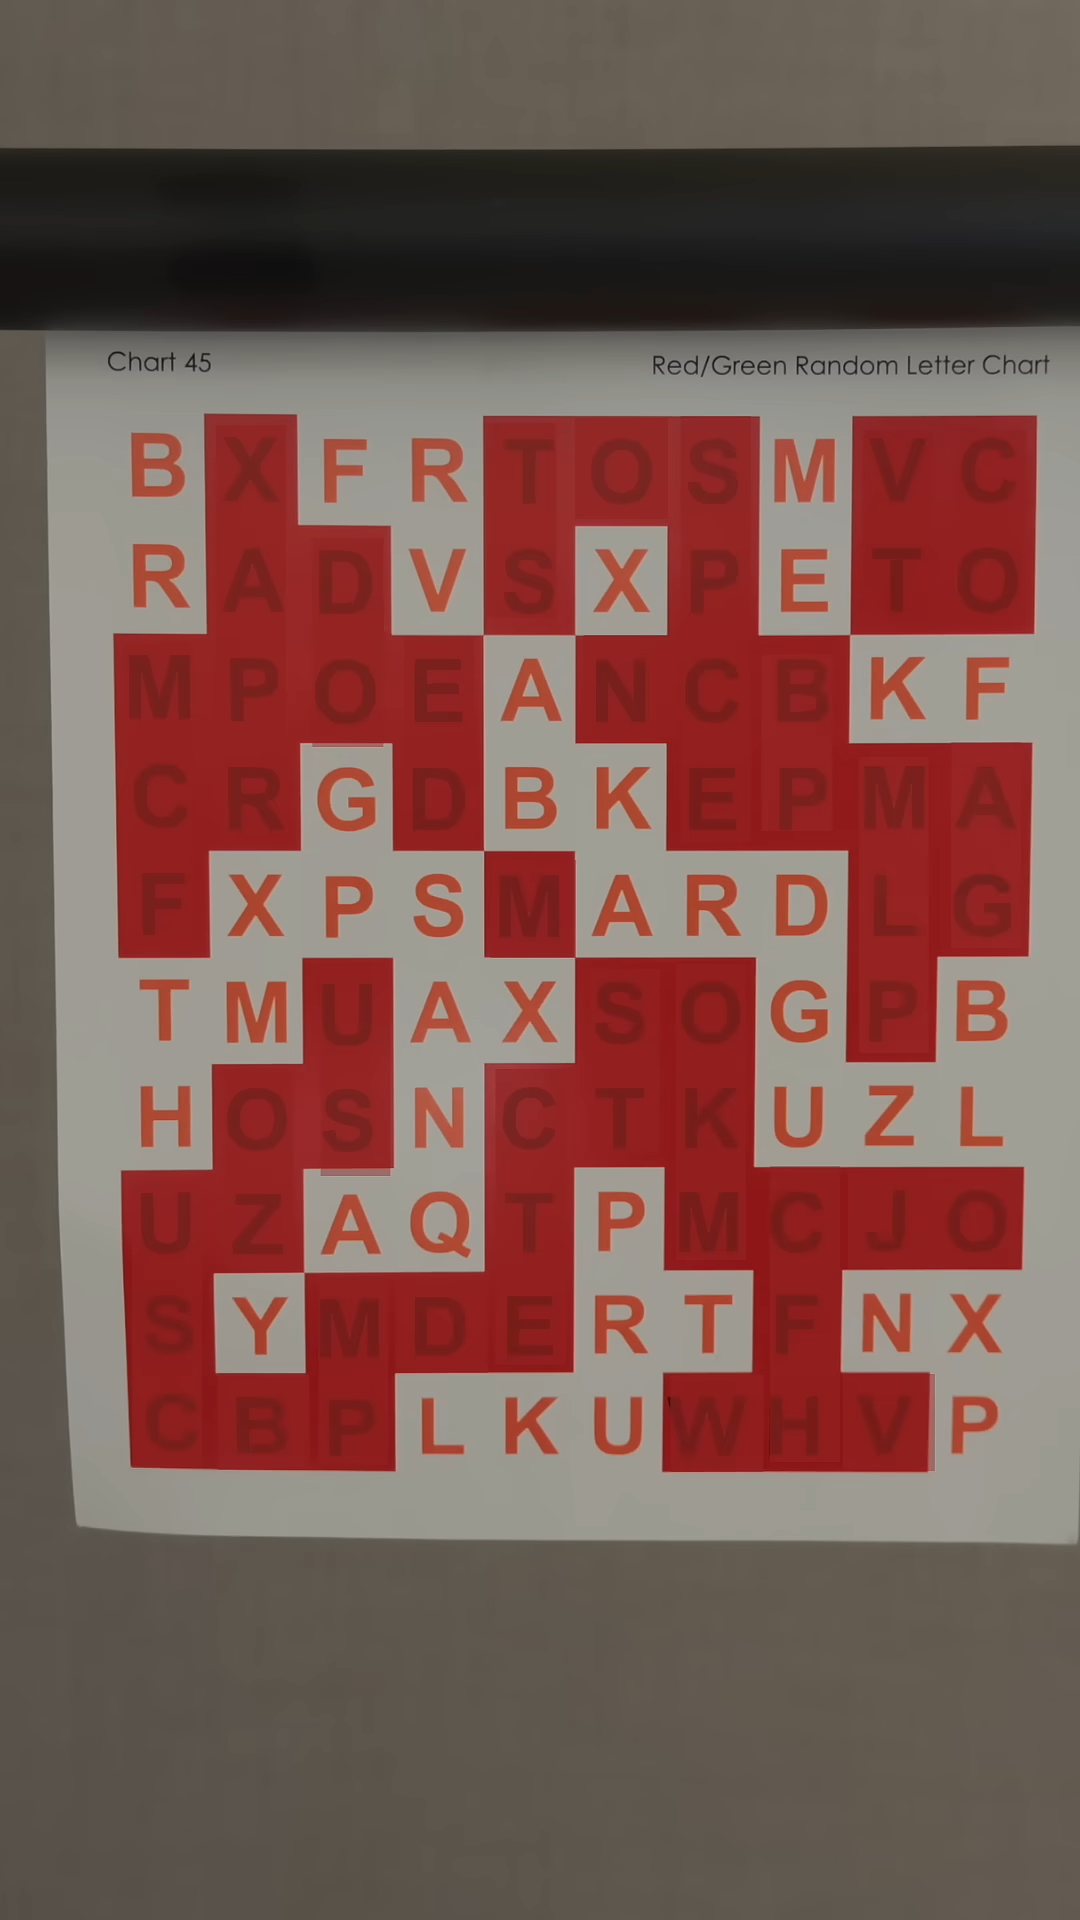 Chart 45 Red/Green Random Letter Chart
B X F R T O S M V C
R A D V S X P E T O
M P O E A N C B K F
C R G D B K E P M A
F X P S M A R D L G
T M U A X S O G P B
H O S N C T K U Z L
U Z A Q T P M C J O
S Y M D E R T F N X
C B P L K U W H V P